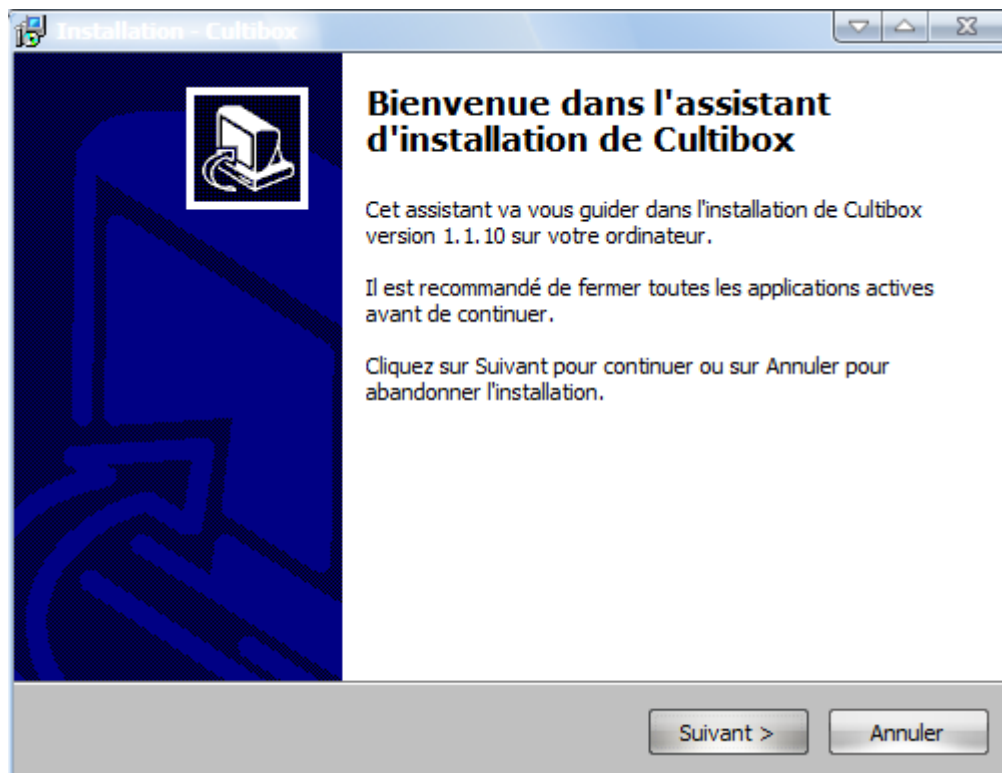 Installation - Cultibox
Bienvenue dans l'assistant
d'installation de Cultibox
Cet assistant va vous guider dans l'installation de Cultibox
version 1.1.10 sur votre ordinateur.
Il est recommandé de fermer toutes les applications actives
avant de continuer.
Cliquez sur Suivant pour continuer ou sur Annuler pour
abandonner l'installation.
Suivant >
Annuler